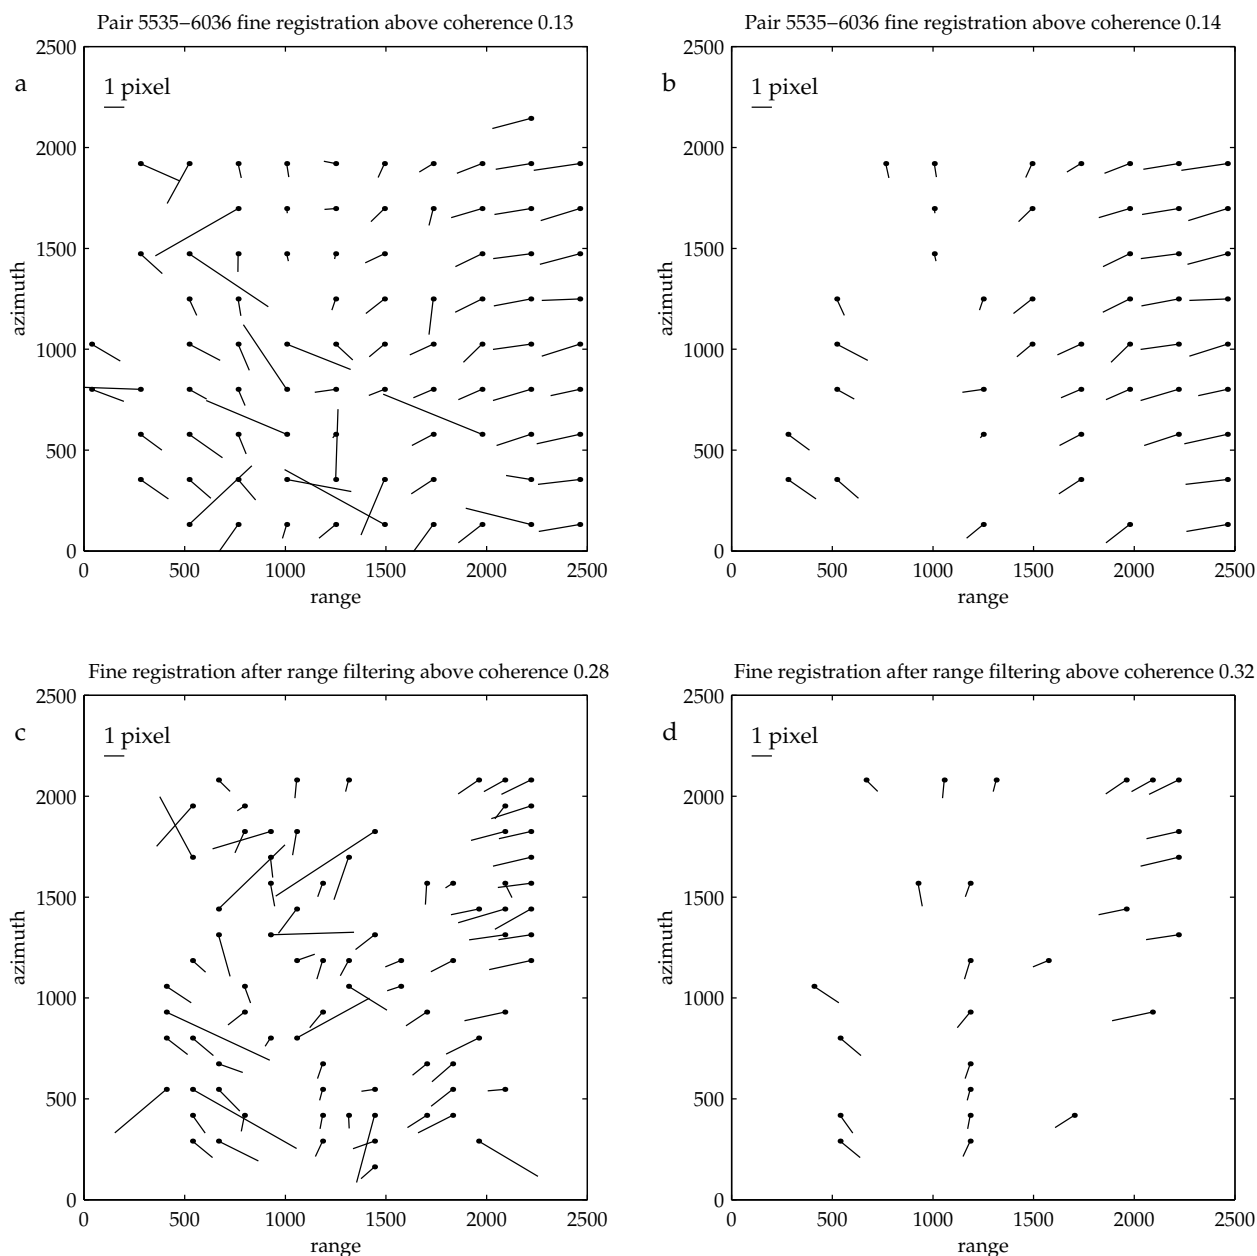 Pair 5535−6036 fine registration above coherence 0.13
a
1 pixel
azimuth
2500
2000
1500
1000
500
0
0 500 1000 1500 2000 2500
range
Pair 5535−6036 fine registration above coherence 0.14
b
1 pixel
azimuth
2500
2000
1500
1000
500
0
0 500 1000 1500 2000 2500
range
Fine registration after range filtering above coherence 0.28
c
1 pixel
azimuth
2500
2000
1500
1000
500
0
0 500 1000 1500 2000 2500
range
Fine registration after range filtering above coherence 0.32
d
1 pixel
azimuth
2500
2000
1500
1000
500
0
0 500 1000 1500 2000 2500
range